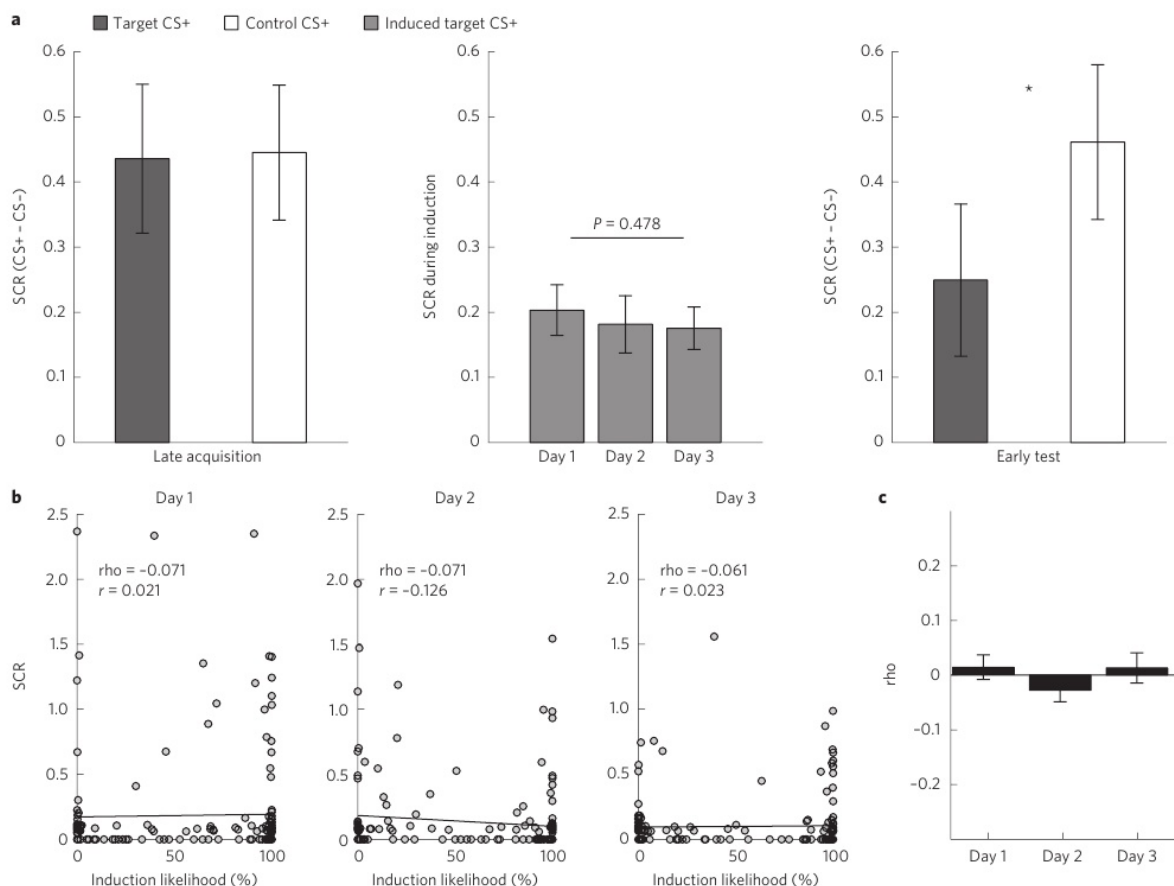 a
Target CS+ Control CS+ Induced target CS+
0.6
0.5
0.4
0.3
0.2
0.1
0
SCR (CS+ – CS–)
Late acquisition
0.6
0.5
0.4
0.3
0.2
0.1
0
SCR during induction
P = 0.478
Day 1 Day 2 Day 3
0.6
0.5
0.4
0.3
0.2
0.1
0
SCR (CS+ – CS–)
*
Early test
b
Day 1
2.5
2.0
1.5
1.0
0.5
0
SCR
rho = –0.071
r = 0.021
0 50 100
Induction likelihood (%)
Day 2
2.5
2.0
1.5
1.0
0.5
0
rho = –0.071
r = –0.126
0 50 100
Induction likelihood (%)
Day 3
2.5
2.0
1.5
1.0
0.5
0
rho = –0.061
r = 0.023
0 50 100
Induction likelihood (%)
c
0.2
0.1
0
–0.1
–0.2
rho
Day 1 Day 2 Day 3